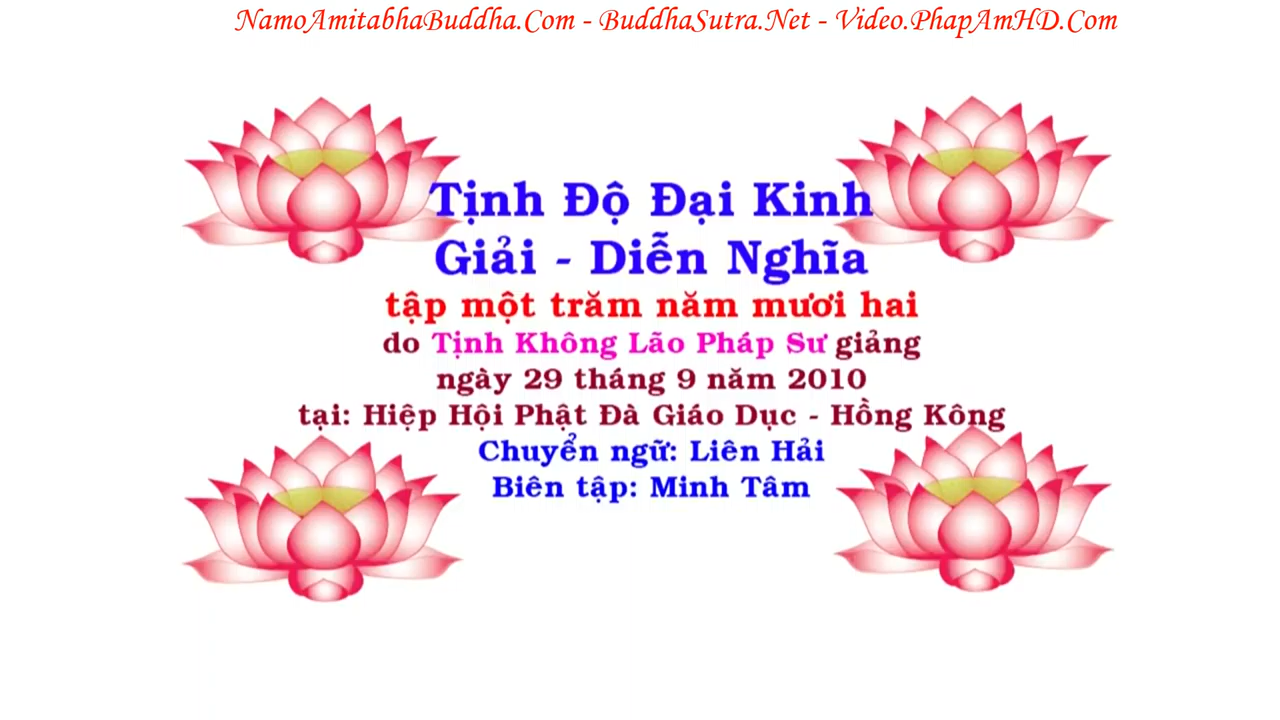 NamoAmitabhaBuddha.Com - BuddhaSutra.Net - Video.PhapAmHD.Com
Tịnh Độ Đại Kinh
Giải - Diễn Nghĩa
tập một trăm năm mươi hai
do Tịnh Không Lão Pháp Sư giảng
ngày 29 tháng 9 năm 2010
tại: Hiệp Hội Phật Đà Giáo Dục - Hồng Kông
Chuyển ngữ: Liên Hải
Biên tập: Minh Tâm